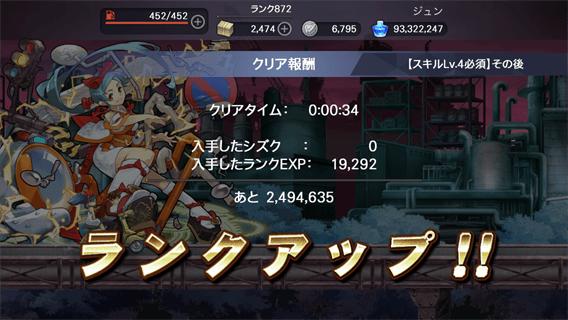 ランク872
452/452
2,474
6,795
ジュン
93,322,247
クリア報酬
【スキルLv.4必須】その後
クリアタイム： 0:00:34
入手したシズク ： 0
入手したランクEXP： 19,292
あと 2,494,635
ランクアップ!!